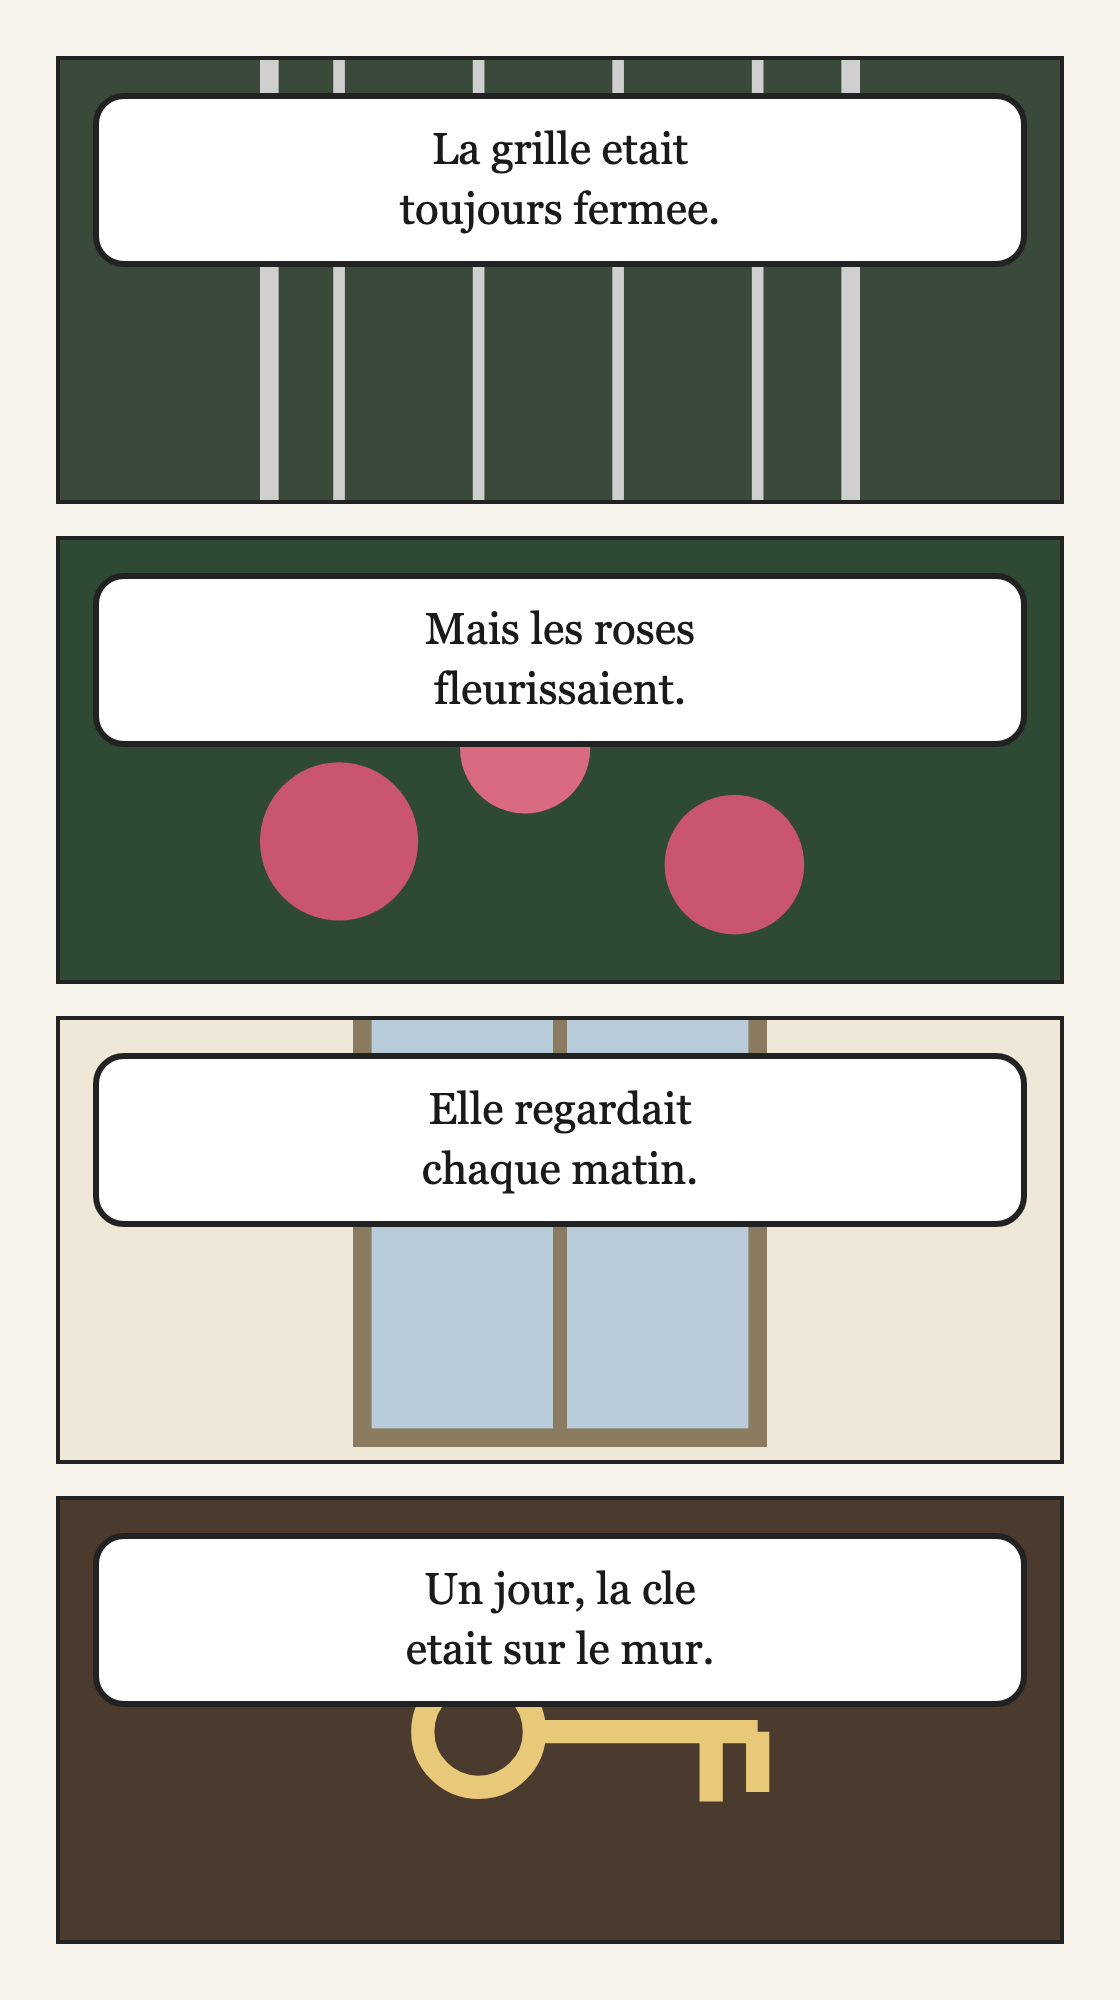 La grille etait
toujours fermee.
Mais les roses
fleurissaient.
Elle regardait
chaque matin.
Un jour, la cle
etait sur le mur.